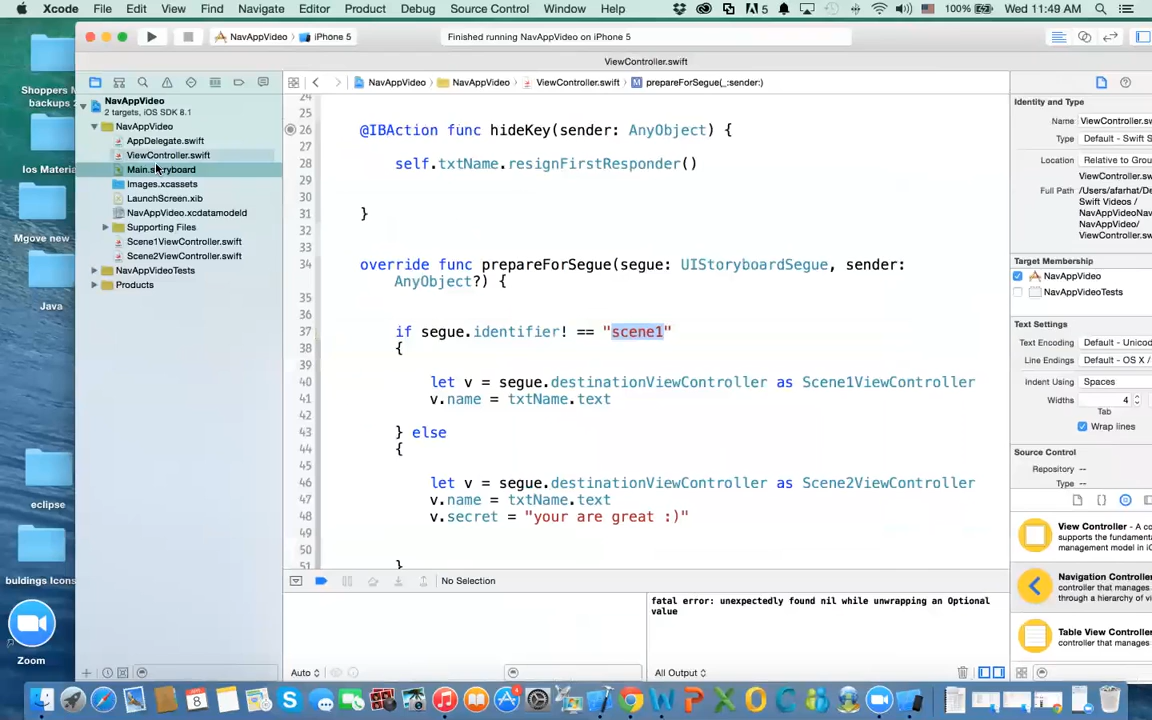 Xcode File Edit View Find Navigate Editor Product Debug Source Control Window Help 5 100% Wed 11:49 AM
NavAppVideo iPhone 5 Finished running NavAppVideo on iPhone 5
ViewController.swift
NavAppVideo NavAppVideo ViewController.swift M prepareForSegue(_:sender:)
Shoppers M
backups 2
Ios Materia
Mgove new
Java
eclipse
buldings Icons
Zoom
NavAppVideo
2 targets, iOS SDK 8.1
NavAppVideo
AppDelegate.swift
ViewController.swift
Main.storyboard
Images.xcassets
LaunchScreen.xib
NavAppVideo.xcdatamodeld
Supporting Files
Scene1ViewController.swift
Scene2ViewController.swift
NavAppVideoTests
Products
24
25
26 @IBAction func hideKey(sender: AnyObject) {
27
28 self.txtName.resignFirstResponder()
29
30
31 }
32
33
34 override func prepareForSegue(segue: UIStoryboardSegue, sender:
AnyObject?) {
35
36
37 if segue.identifier! == "scene1"
38 {
39
40 let v = segue.destinationViewController as Scene1ViewController
41 v.name = txtName.text
42
43 } else
44 {
45
46 let v = segue.destinationViewController as Scene2ViewController
47 v.name = txtName.text
48 v.secret = "your are great :)"
49
50
51 }
No Selection
fatal error: unexpectedly found nil while unwrapping an Optional
value
Auto
All Output
Identity and Type
Name ViewController.sw
Type Default - Swift S
Location Relative to Grou
ViewController.sw
Full Path /Users/afarhat/De
Swift Videos /
NavAppVideoNav
NavAppVideo/
ViewController.sw
Target Membership
NavAppVideo
NavAppVideoTests
Text Settings
Text Encoding Default - Unicod
Line Endings Default - OS X /
Indent Using Spaces
Widths 4
Tab
Wrap lines
Source Control
Repository --
Type --
View Controller - A co
supports the fundamenta
management model in iO
Navigation Controller
controller that manages
through a hierarchy of vi
Table View Controller
controller that manages
8